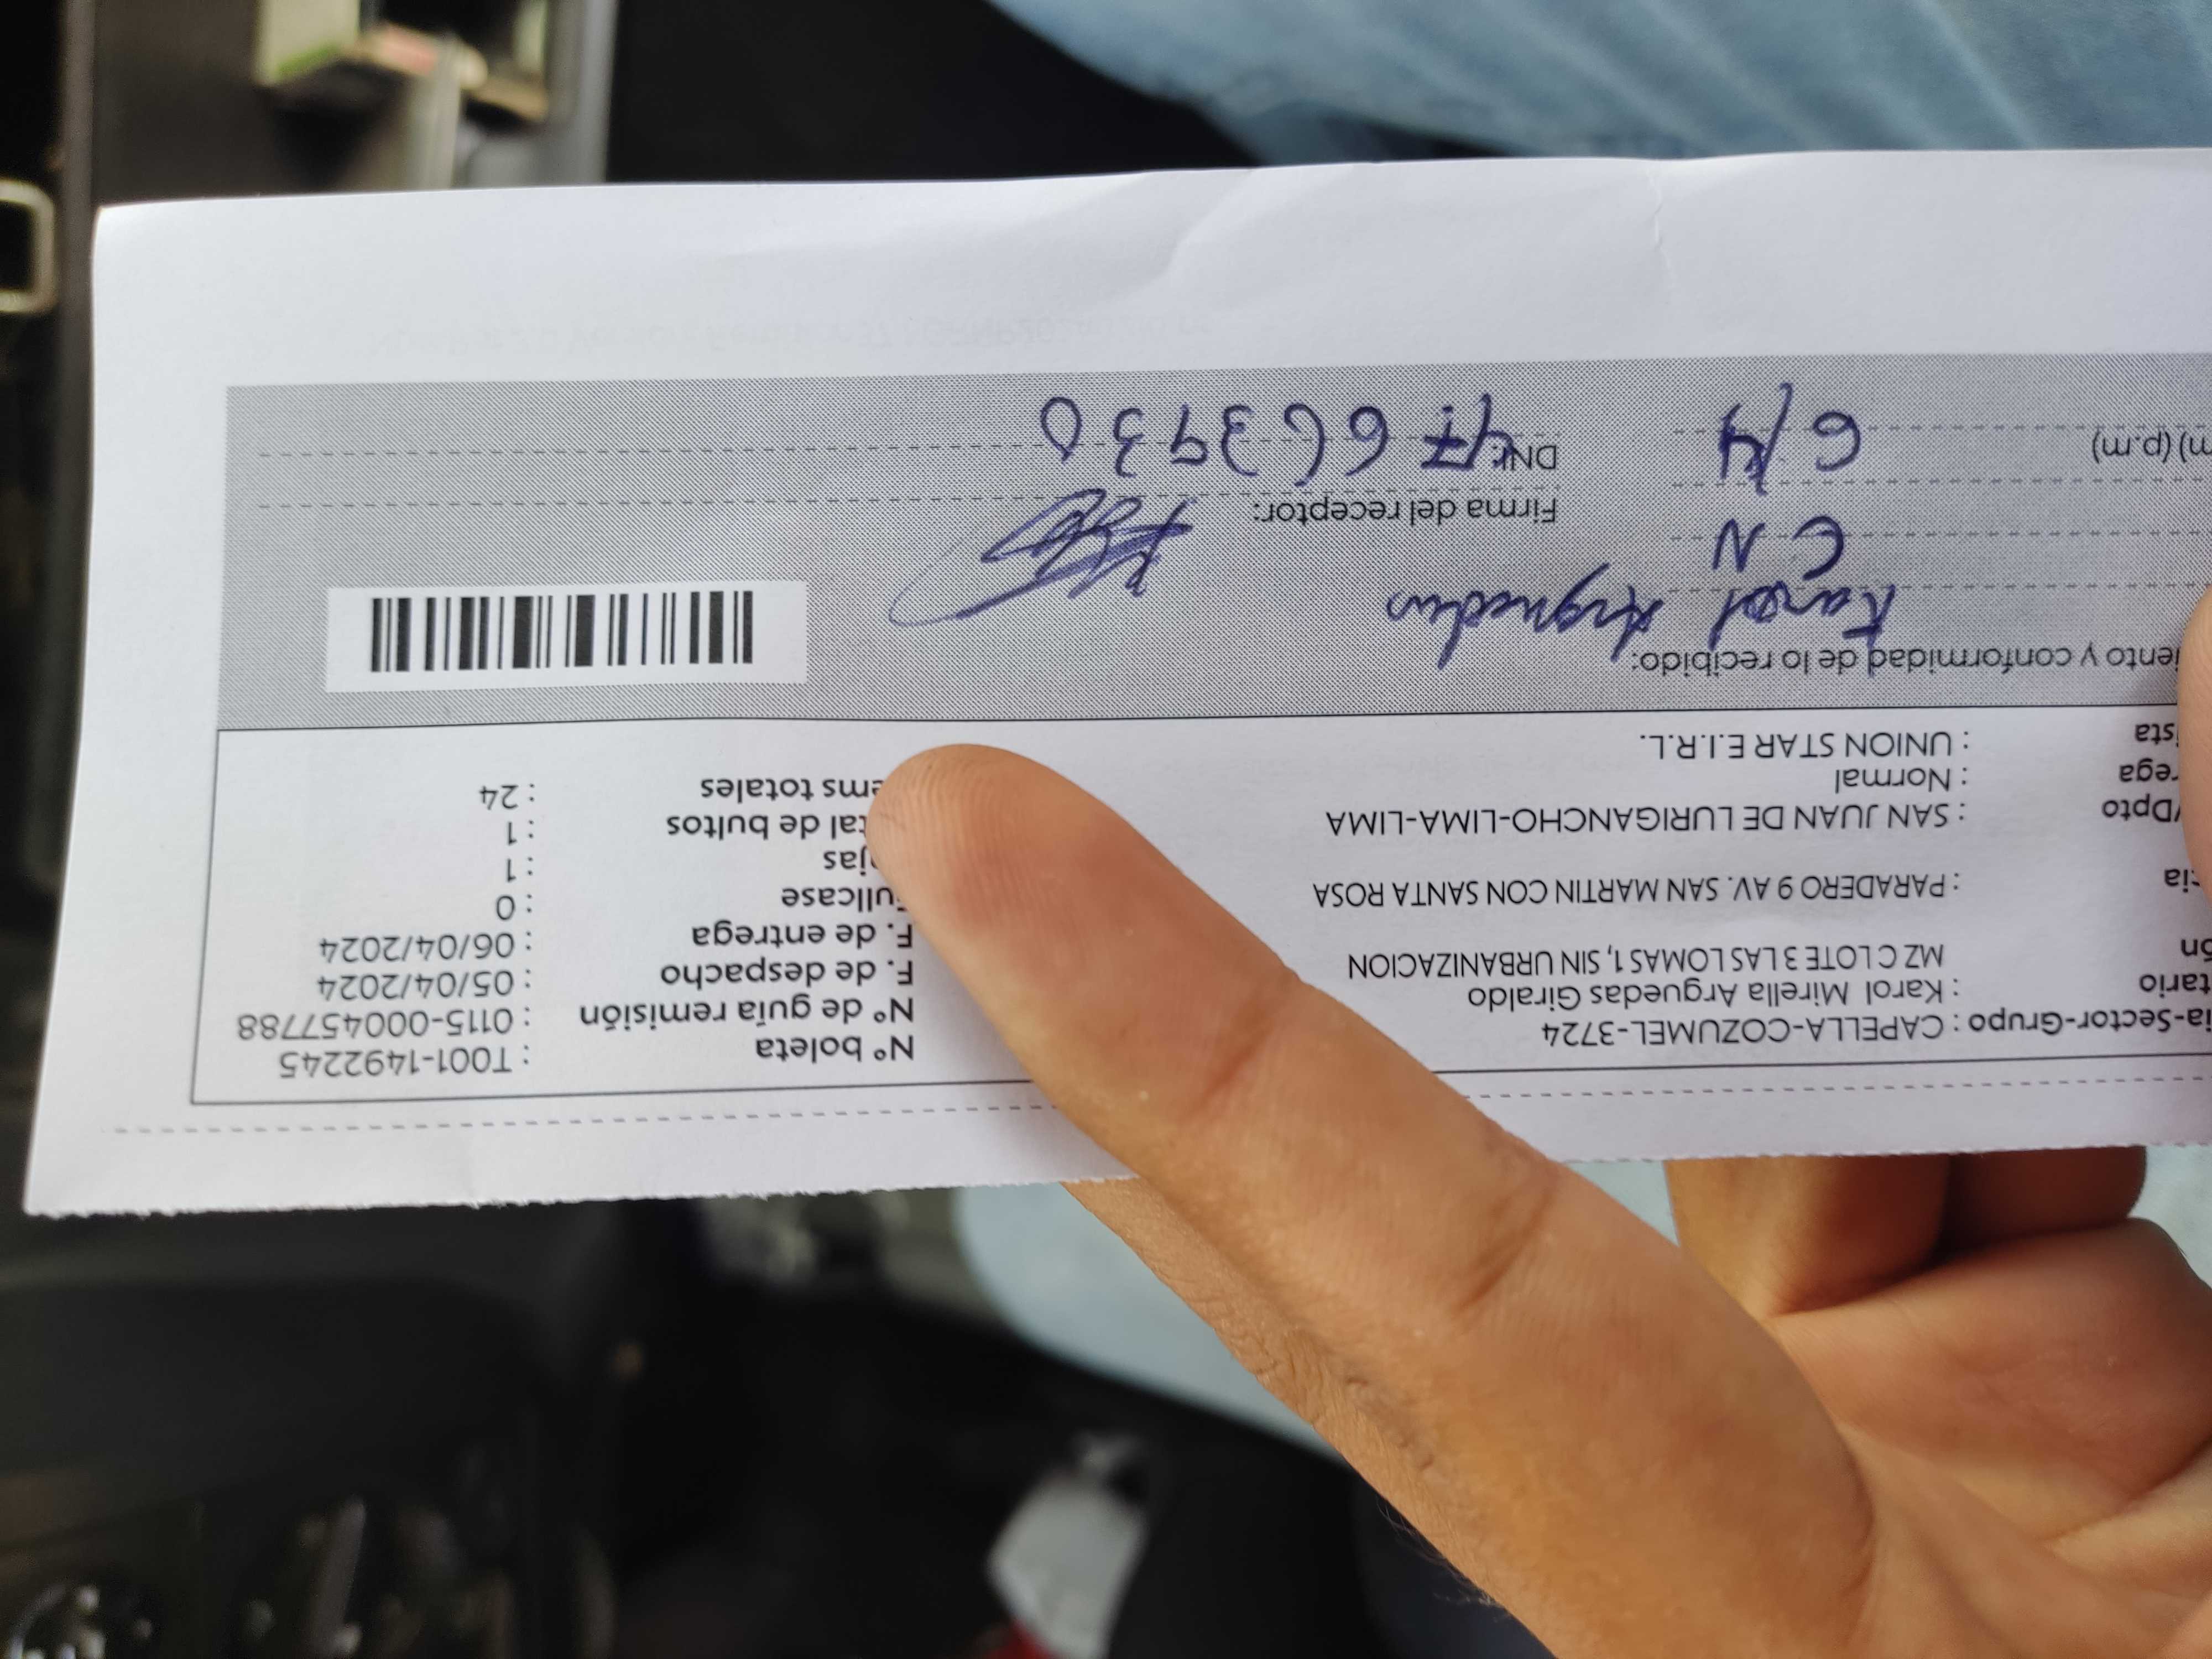 ia-Sector-Grupo : CAPELLA-COZUMEL-3724
tario : Karol Mirella Arguedas Giraldo
ón MZ C LOTE 3 LAS LOMAS 1, SIN URBANIZACION
cia : PARADERO 9 AV. SAN MARTIN CON SANTA ROSA
/Dpto : SAN JUAN DE LURIGANCHO-LIMA-LIMA
rega : Normal
ista : UNION STAR E.I.R.L.
N° boleta : T001-1492245
N° de guía remisión : 0115-000457788
F. de despacho : 05/04/2024
F. de entrega : 06/04/2024
ullcase : 0
jas : 1
tal de bultos : 1
ems totales : 24
iento y conformidad de lo recibido:
Karol Arguedas
CN
6/4
m) (p.m)
Firma del receptor:
DNI: 47663930